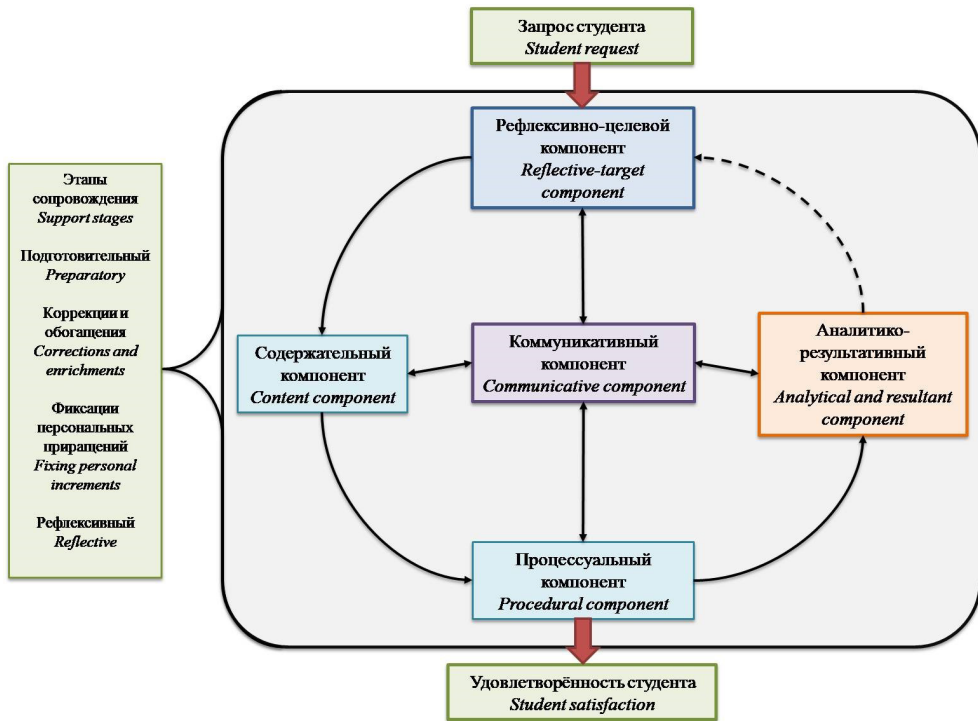 Запрос студента
Student request
Рефлексивно-целевой
компонент
Reflective-target
component
Этапы
сопровождения
Support stages
Подготовительный
Preparatory
Коррекции и
обогащения
Corrections and
enrichments
Фиксации
персональных
приращений
Fixing personal
increments
Рефлексивный
Reflective
Содержательный
компонент
Content component
Коммуникативный
компонент
Communicative component
Аналитико-
результативный
компонент
Analytical and resultant
component
Процессуальный
компонент
Procedural component
Удовлетворённость студента
Student satisfaction